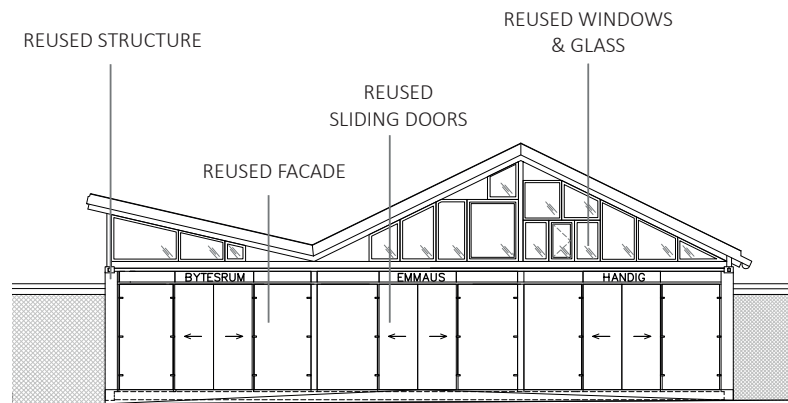 REUSED WINDOWS
& GLASS
REUSED STRUCTURE
REUSED
SLIDING DOORS
REUSED FACADE
BYTESRUM
EMMAUS
HANDIG